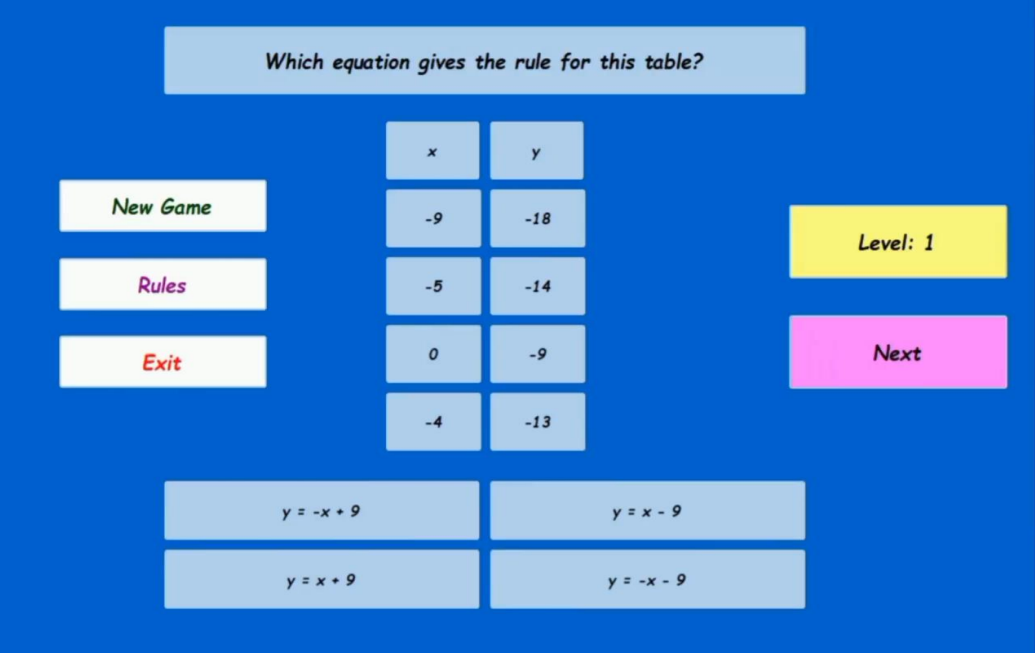 Which equation gives the rule for this table?
x y
New Game
-9 -18
Level: 1
-5 -14
Rules
0 -9
Next
Exit
-4 -13
y = -x + 9
y = x - 9
y = x + 9
y = -x - 9